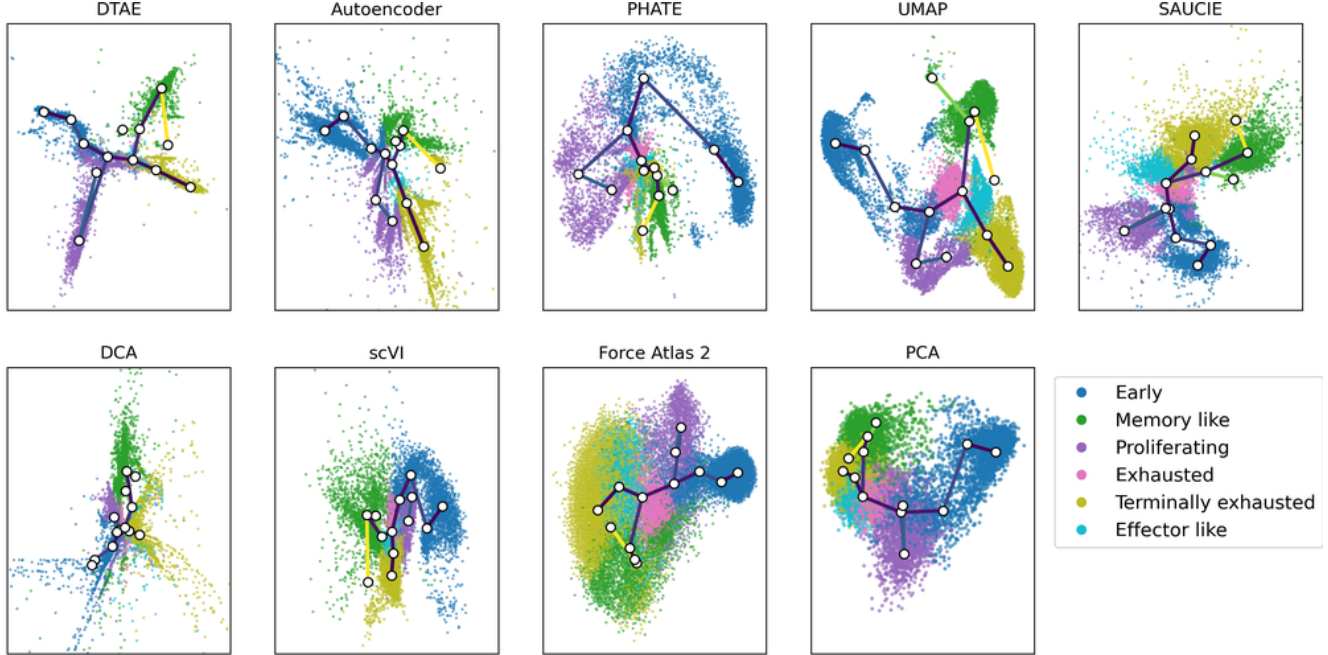 DTAE
Autoencoder
PHATE
UMAP
SAUCIE
DCA
scVI
Force Atlas 2
PCA
Early
Memory like
Proliferating
Exhausted
Terminally exhausted
Effector like